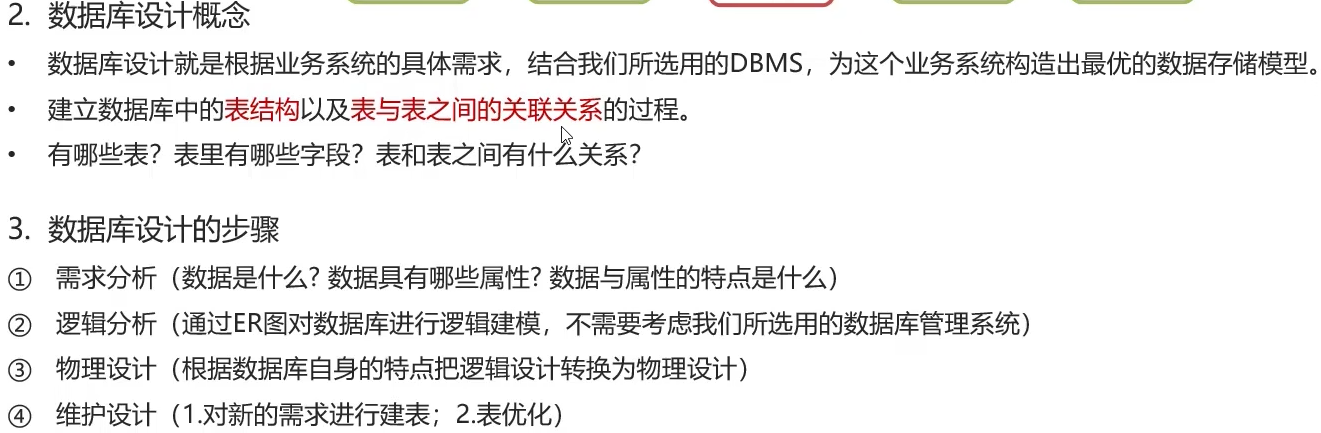 2. 数据库设计概念
• 数据库设计就是根据业务系统的具体需求，结合我们所选用的DBMS，为这个业务系统构造出最优的数据存储模型。
• 建立数据库中的表结构以及表与表之间的关联关系的过程。
• 有哪些表？表里有哪些字段？表和表之间有什么关系？
3. 数据库设计的步骤
① 需求分析（数据是什么? 数据具有哪些属性? 数据与属性的特点是什么）
② 逻辑分析（通过ER图对数据库进行逻辑建模，不需要考虑我们所选用的数据库管理系统）
③ 物理设计（根据数据库自身的特点把逻辑设计转换为物理设计）
④ 维护设计（1.对新的需求进行建表；2.表优化）